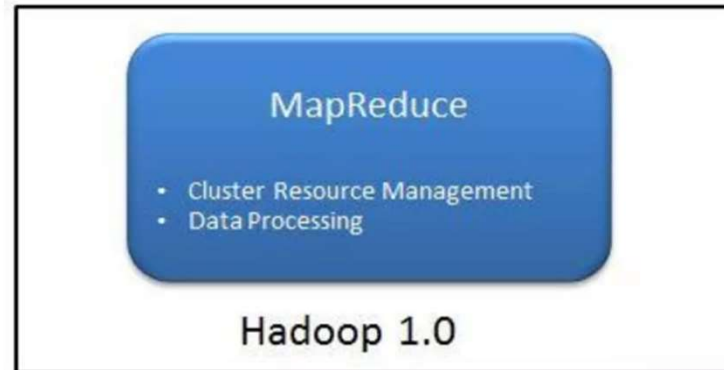 MapReduce
• Cluster Resource Management
• Data Processing
Hadoop 1.0